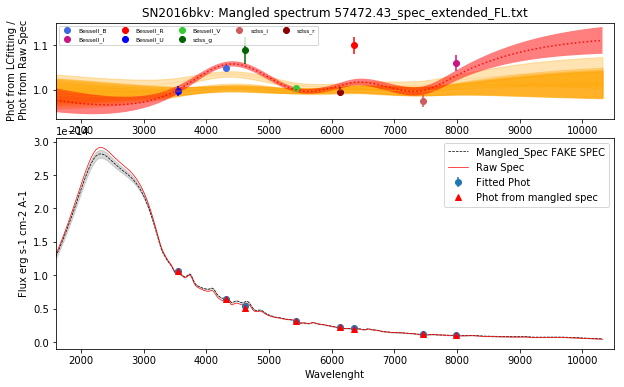 SN2016bkv: Mangled spectrum 57472.43_spec_extended_FL.txt
Phot from LCfitting /
Phot from Raw Spec
1.1
1.0
Bessell_B Bessell_R Bessell_V sdss_i sdss_r
Bessell_I Bessell_U sdss_g
2000 3000 4000 5000 6000 7000 8000 9000 10000
1e−14
Flux erg s-1 cm-2 A-1
3.0
2.5
2.0
1.5
1.0
0.5
0.0
Mangled_Spec FAKE SPEC
Raw Spec
Fitted Phot
Phot from mangled spec
2000 3000 4000 5000 6000 7000 8000 9000 10000
Wavelenght